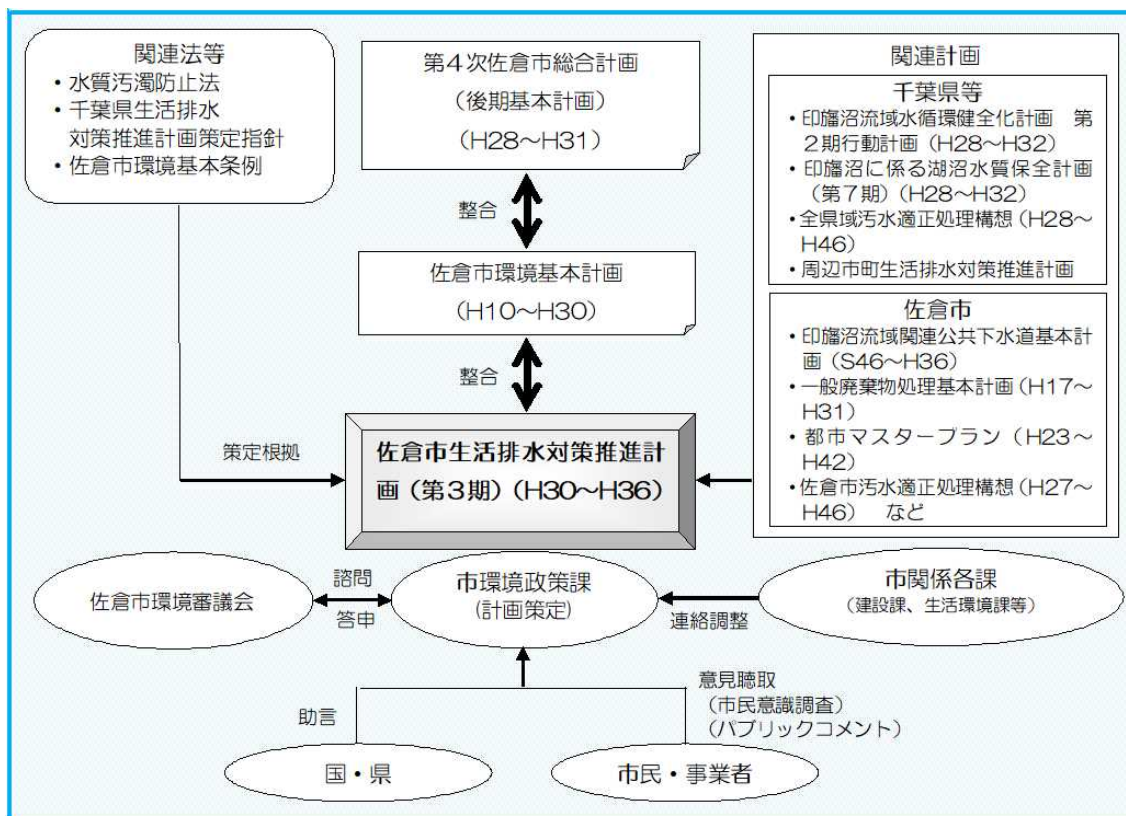 関連法等
・水質汚濁防止法
・千葉県生活排水
対策推進計画策定指針
・佐倉市環境基本条例
第4次佐倉市総合計画
(後期基本計画)
(H28~H31)
整合
佐倉市環境基本計画
(H10~H30)
整合
関連計画
千葉県等
・印旛沼流域水循環健全化計画 第
2期行動計画(H28~H32)
・印旛沼に係る湖沼水質保全計画
(第7期)(H28~H32)
・全県域汚水適正処理構想(H28~
H46)
・周辺市町生活排水対策推進計画
佐倉市
・印旛沼流域関連公共下水道基本計
画(S46~H36)
・一般廃棄物処理基本計画(H17~
H31)
・都市マスタープラン(H23~
H42)
・佐倉市汚水適正処理構想(H27~
H46) など
策定根拠
佐倉市生活排水対策推進計
画(第3期)(H30~H36)
佐倉市環境審議会
諮問
答申
市環境政策課
(計画策定)
連絡調整
市関係各課
(建設課、生活環境課等)
助言
意見聴取
(市民意識調査)
(パブリックコメント)
国・県
市民・事業者